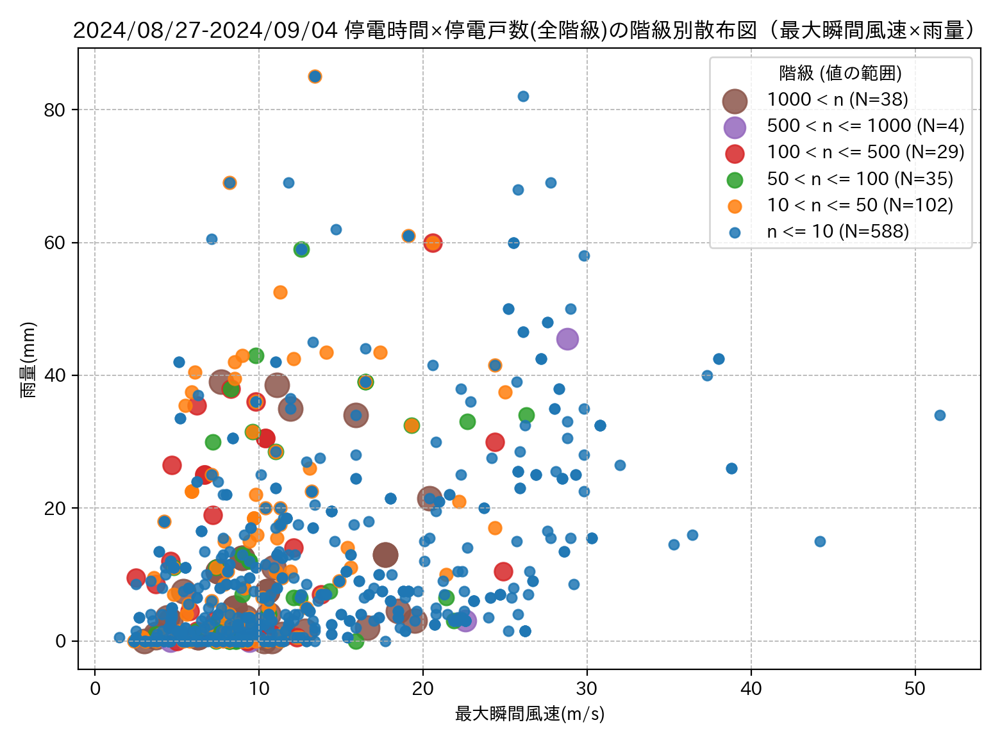 2024/08/27-2024/09/04 停電時間×停電戸数(全階級)の階級別散布図（最大瞬間風速×雨量）
階級 (値の範囲)
1000 < n (N=38)
500 < n <= 1000 (N=4)
100 < n <= 500 (N=29)
50 < n <= 100 (N=35)
10 < n <= 50 (N=102)
n <= 10 (N=588)
雨量(mm)
80
60
40
20
0
0 10 20 30 40 50
最大瞬間風速(m/s)